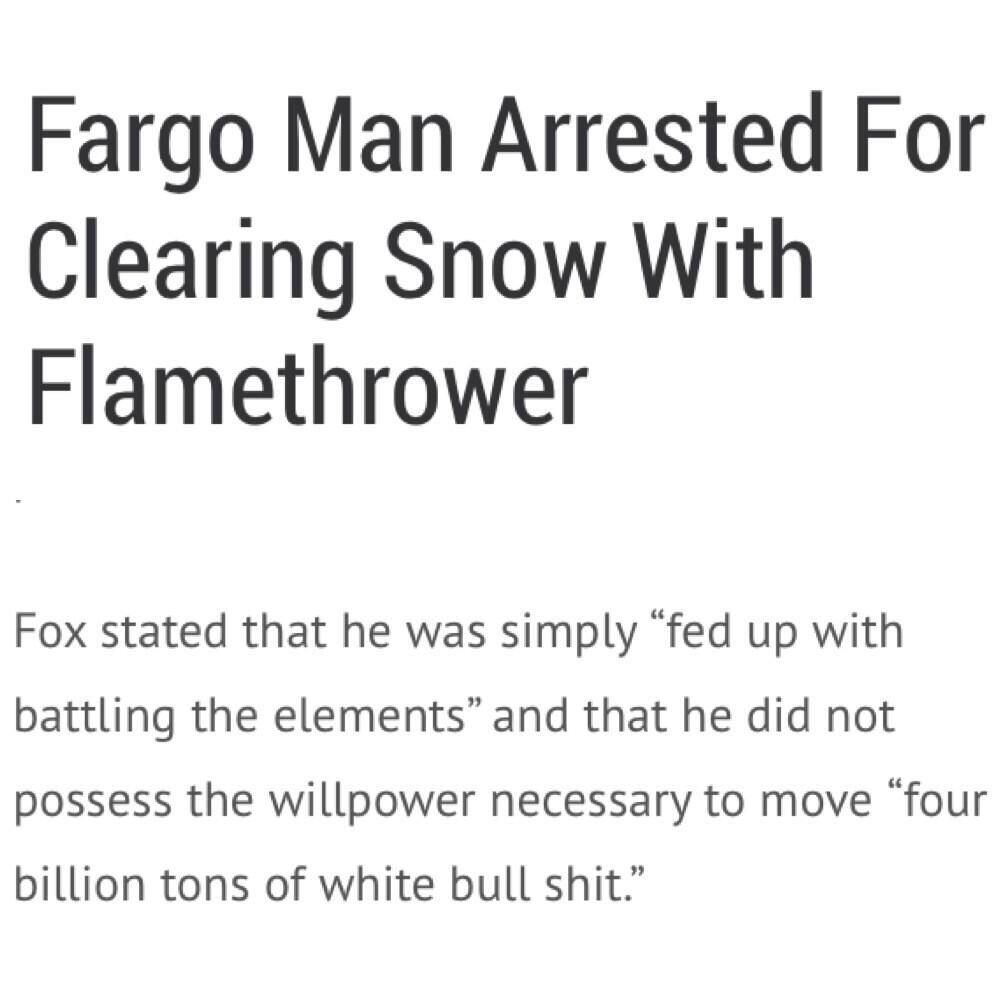 Fargo Man Arrested For
Clearing Snow With
Flamethrower
-
Fox stated that he was simply “fed up with
battling the elements” and that he did not
possess the willpower necessary to move “four
billion tons of white bull shit.”